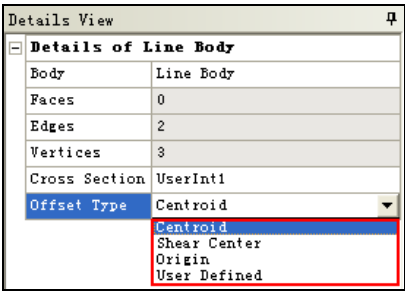 Details View
Details of Line Body
Body Line Body
Faces 0
Edges 2
Vertices 3
Cross Section UserInt1
Offset Type Centroid
Centroid
Shear Center
Origin
User Defined